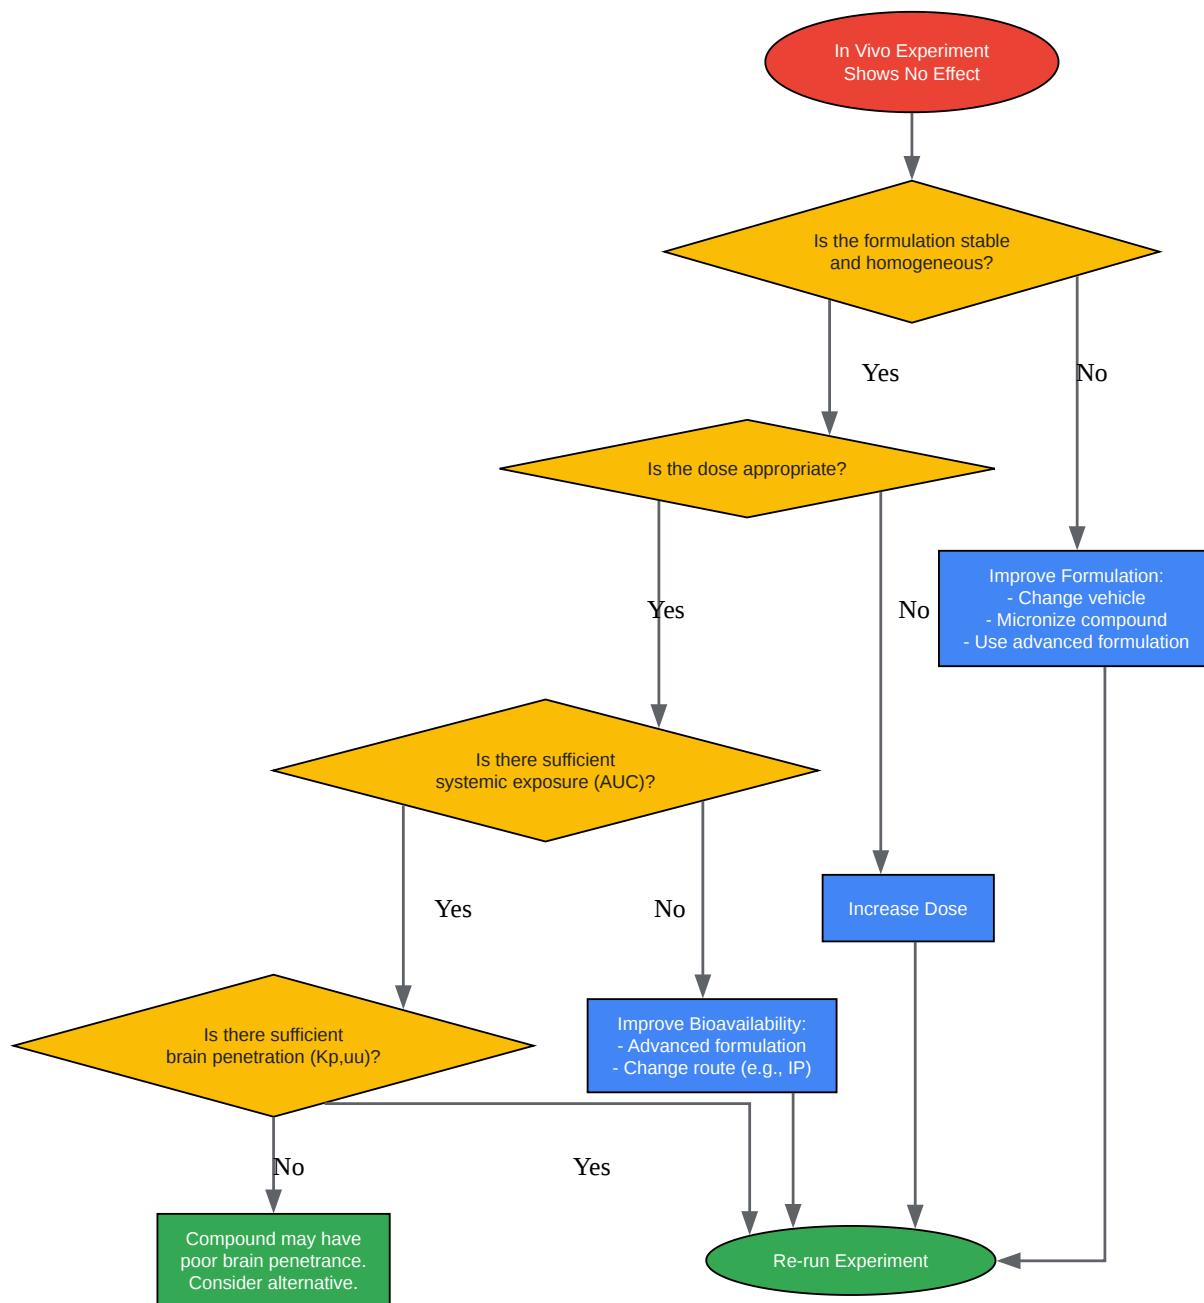 In Vivo Experiment
Shows No Effect
Is the formulation stable
and homogeneous?
Yes
No
Is the dose appropriate?
Improve Formulation:
- Change vehicle
- Micronize compound
- Use advanced formulation
Yes
No
Is there sufficient
systemic exposure (AUC)?
Increase Dose
Yes
No
Is there sufficient
brain penetration (Kp,uu)?
Improve Bioavailability:
- Advanced formulation
- Change route (e.g., IP)
No
Yes
Compound may have
poor brain penetrance.
Consider alternative.
Re-run Experiment